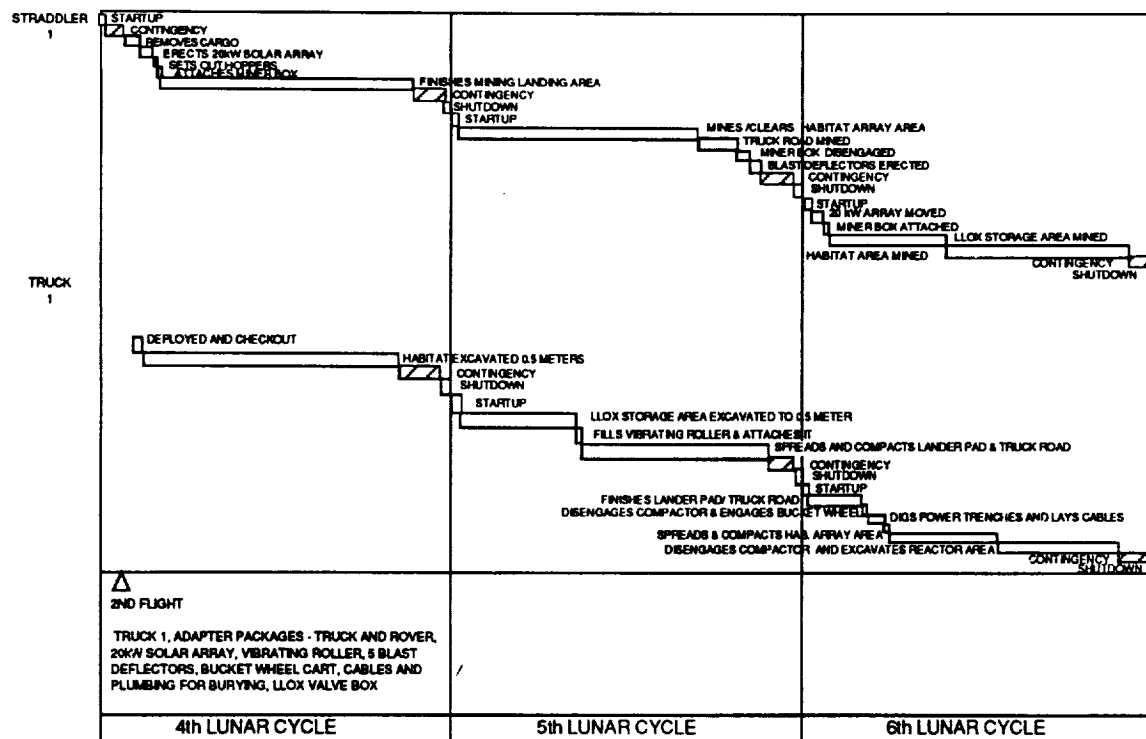 STRADDLER
1
STARTUP
CONTINGENCY
REMOVES CARGO
ERECTS 20kW SOLAR ARRAY
SETS OUT HOPPERS
ATTACHES MINER BOX
FINISHES MINING LANDING AREA
CONTINGENCY
SHUTDOWN
STARTUP
MINES /CLEARS HABITAT ARRAY AREA
TRUCK ROAD MINED
MINER BOX DISENGAGED
BLAST DEFLECTORS ERECTED
CONTINGENCY
SHUTDOWN
STARTUP
20 kW ARRAY MOVED
MINER BOX ATTACHED
LLOX STORAGE AREA MINED
HABITAT AREA MINED
CONTINGENCY
SHUTDOWN
TRUCK
1
DEPLOYED AND CHECKOUT
HABITAT EXCAVATED 0.5 METERS
CONTINGENCY
SHUTDOWN
STARTUP
LLOX STORAGE AREA EXCAVATED TO 0.5 METER
FILLS VIBRATING ROLLER & ATTACHES IT
SPREADS AND COMPACTS LANDER PAD & TRUCK ROAD
CONTINGENCY
SHUTDOWN
STARTUP
FINISHES LANDER PAD/ TRUCK ROAD
DISENGAGES COMPACTOR & ENGAGES BUCKET WHEEL
DIGS POWER TRENCHES AND LAYS CABLES
SPREADS & COMPACTS HAB. ARRAY AREA
DISENGAGES COMPACTOR AND EXCAVATES REACTOR AREA
CONTINGENCY
SHUTDOWN
2ND FLIGHT
TRUCK 1, ADAPTER PACKAGES - TRUCK AND ROVER,
20KW SOLAR ARRAY, VIBRATING ROLLER, 5 BLAST
DEFLECTORS, BUCKET WHEEL CART, CABLES AND
PLUMBING FOR BURYING, LLOX VALVE BOX
4th LUNAR CYCLE
5th LUNAR CYCLE
6th LUNAR CYCLE